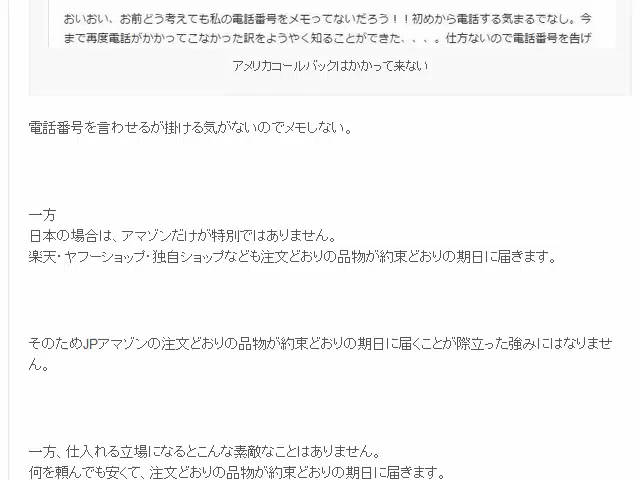 おいおい、お前どう考えても私の電話番号をメモってないだろう！！初めから電話する気まるでなし。今
まで再度電話がかかってこなかった訳をようやく知ることができた、、、。仕方ないので電話番号を告げ
アメリカコールバックはかかって来ない
電話番号を言わせるが掛ける気がないのでメモしない。
一方
日本の場合は、アマゾンだけが特別ではありません。
楽天・ヤフーショップ・独自ショップなども注文どおりの品物が約束どおりの期日に届きます。
そのためJPアマゾンの注文どおりの品物が約束どおりの期日に届くことが際立った強みにはなりませ
ん。
一方、仕入れる立場になるとこんな素敵なことはありません。
何を頼んでも安くて、注文どおりの品物が約束どおりの期日に届きます。